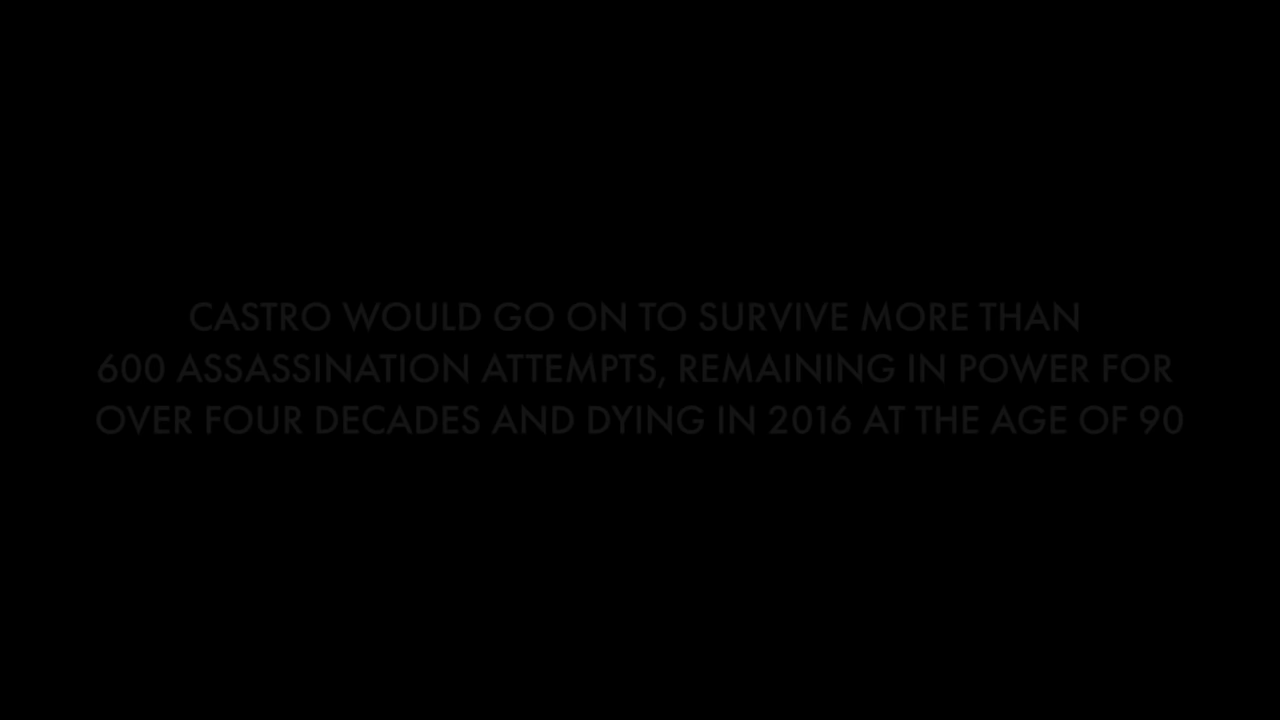 CASTRO WOULD GO ON TO SURVIVE MORE THAN
600 ASSASSINATION ATTEMPTS, REMAINING IN POWER FOR
OVER FOUR DECADES AND DYING IN 2016 AT THE AGE OF 90